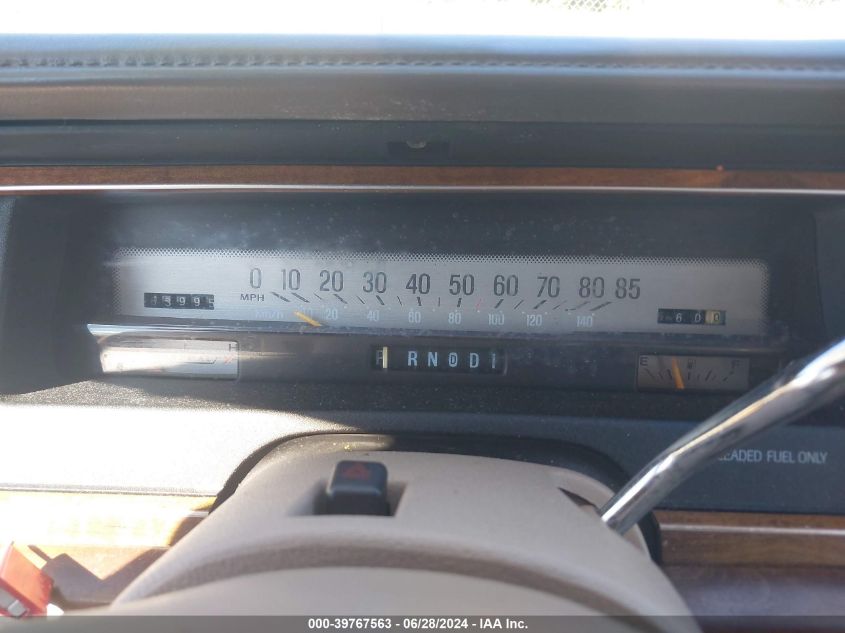 0 10 20 30 40 50 60 70 80 85
MPH
km/h 20 40 60 80 100 120 140
P R N D D 1
H
E F
LEADED FUEL ONLY
000-39767563 - 06/28/2024 - IAA Inc.